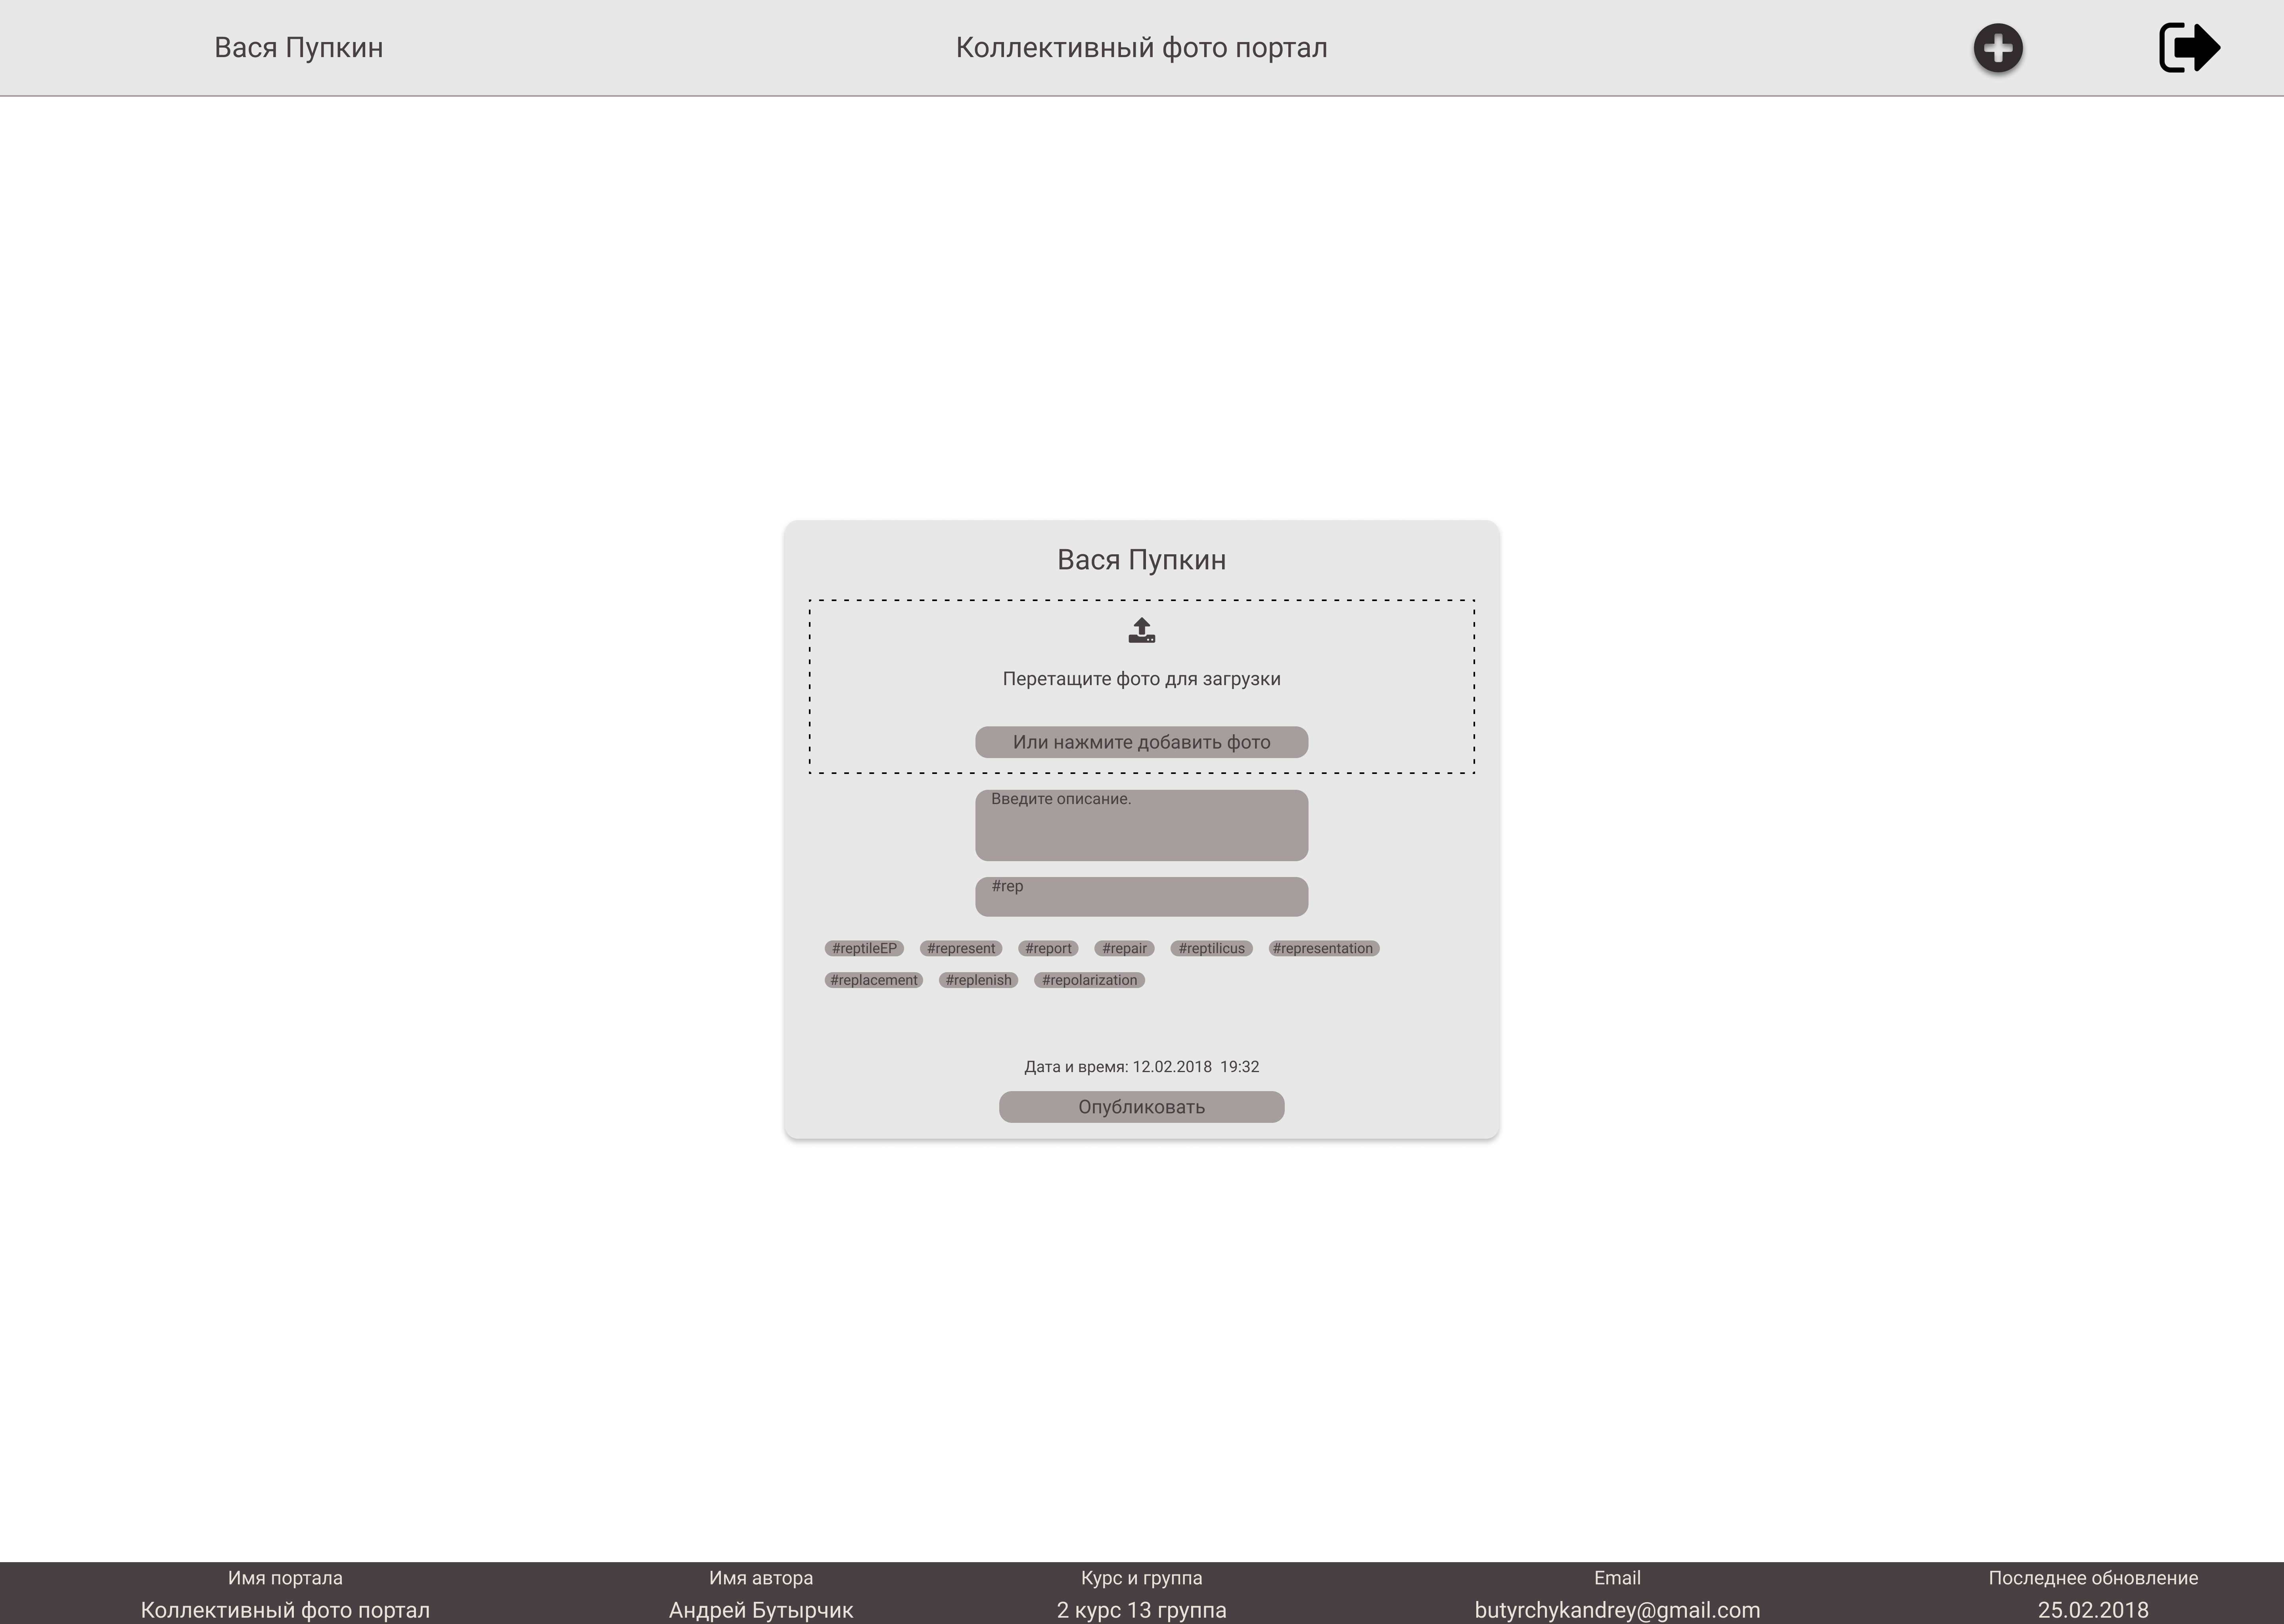 Вася Пупкин
Коллективный фото портал
Вася Пупкин
Перетащите фото для загрузки
Или нажмите добавить фото
Введите описание.
#rep
#reptileEP #represent #report #repair #reptilicus #representation
#replacement #replenish #repolarization
Дата и время: 12.02.2018 19:32
Опубликовать
Имя портала
Коллективный фото портал
Имя автора
Андрей Бутырчик
Курс и группа
2 курс 13 группа
Email
butyrchykandrey@gmail.com
Последнее обновление
25.02.2018